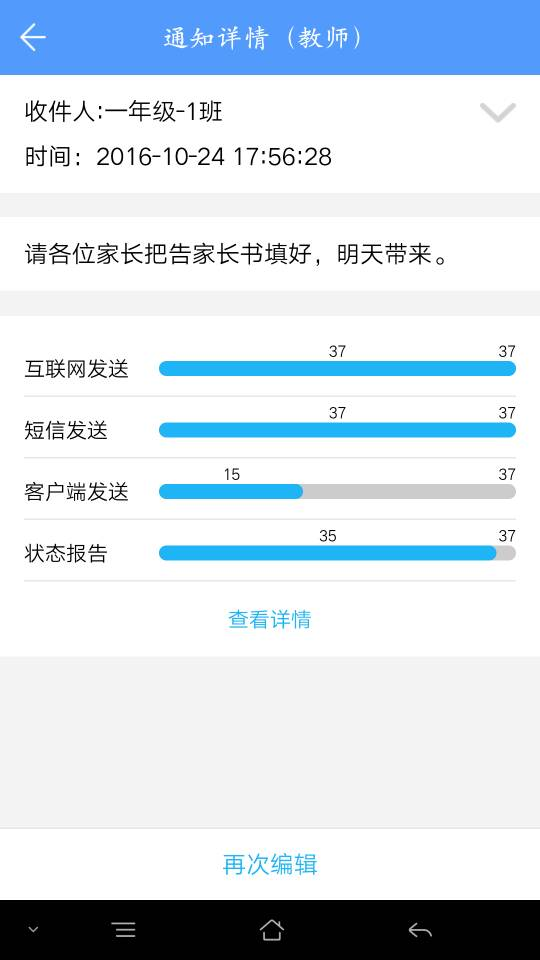 通知详情（教师）
收件人:一年级-1班
时间：2016-10-24 17:56:28
请各位家长把告家长书填好，明天带来。
37 37
互联网发送
37 37
短信发送
15 37
客户端发送
35 37
状态报告
查看详情
再次编辑